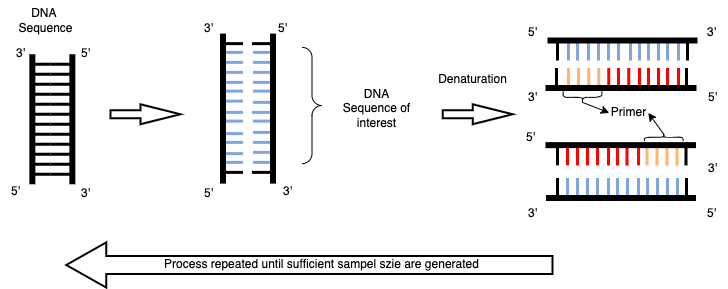 DNA
Sequence
3'
5'
5'
3'
3'
5'
5'
3'
DNA
Sequence of
interest
Denaturation
5'
3'
3'
5'
Primer
5'
3'
3'
5'
Process repeated until sufficient sampel szie are generated